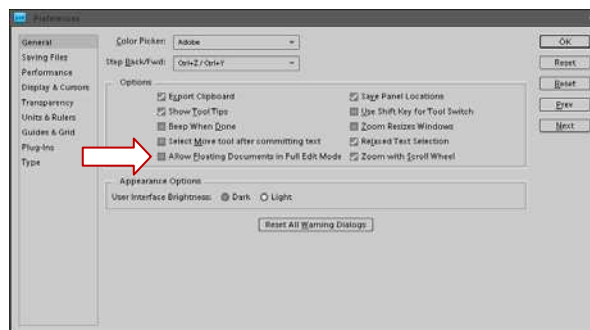 Preferences
General
Saving Files
Performance
Display & Cursors
Transparency
Units & Rulers
Guides & Grid
Plug-Ins
Type
Color Picker: Adobe
Step Back/Fwd: Ctrl+Z / Ctrl+Y
Options
Export Clipboard
Show Tool Tips
Beep When Done
Select Move tool after committing text
Allow Floating Documents in Full Edit Mode
Save Panel Locations
Use Shift Key for Tool Switch
Zoom Resizes Windows
Relaxed Text Selection
Zoom with Scroll Wheel
Appearance Options
User Interface Brightness: Dark Light
Reset All Warning Dialogs
OK
Reset
Reset
Prev
Next